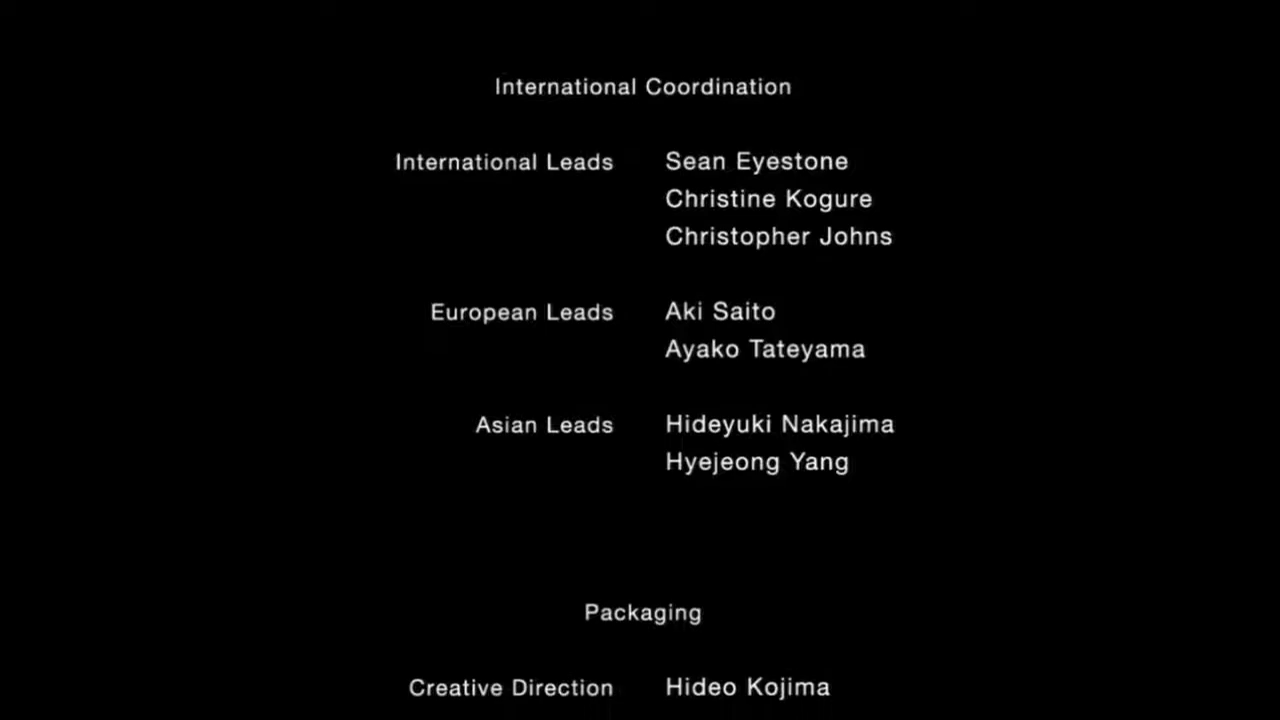 International Coordination
International Leads Sean Eyestone
Christine Kogure
Christopher Johns
European Leads Aki Saito
Ayako Tateyama
Asian Leads Hideyuki Nakajima
Hyejeong Yang
Packaging
Creative Direction Hideo Kojima